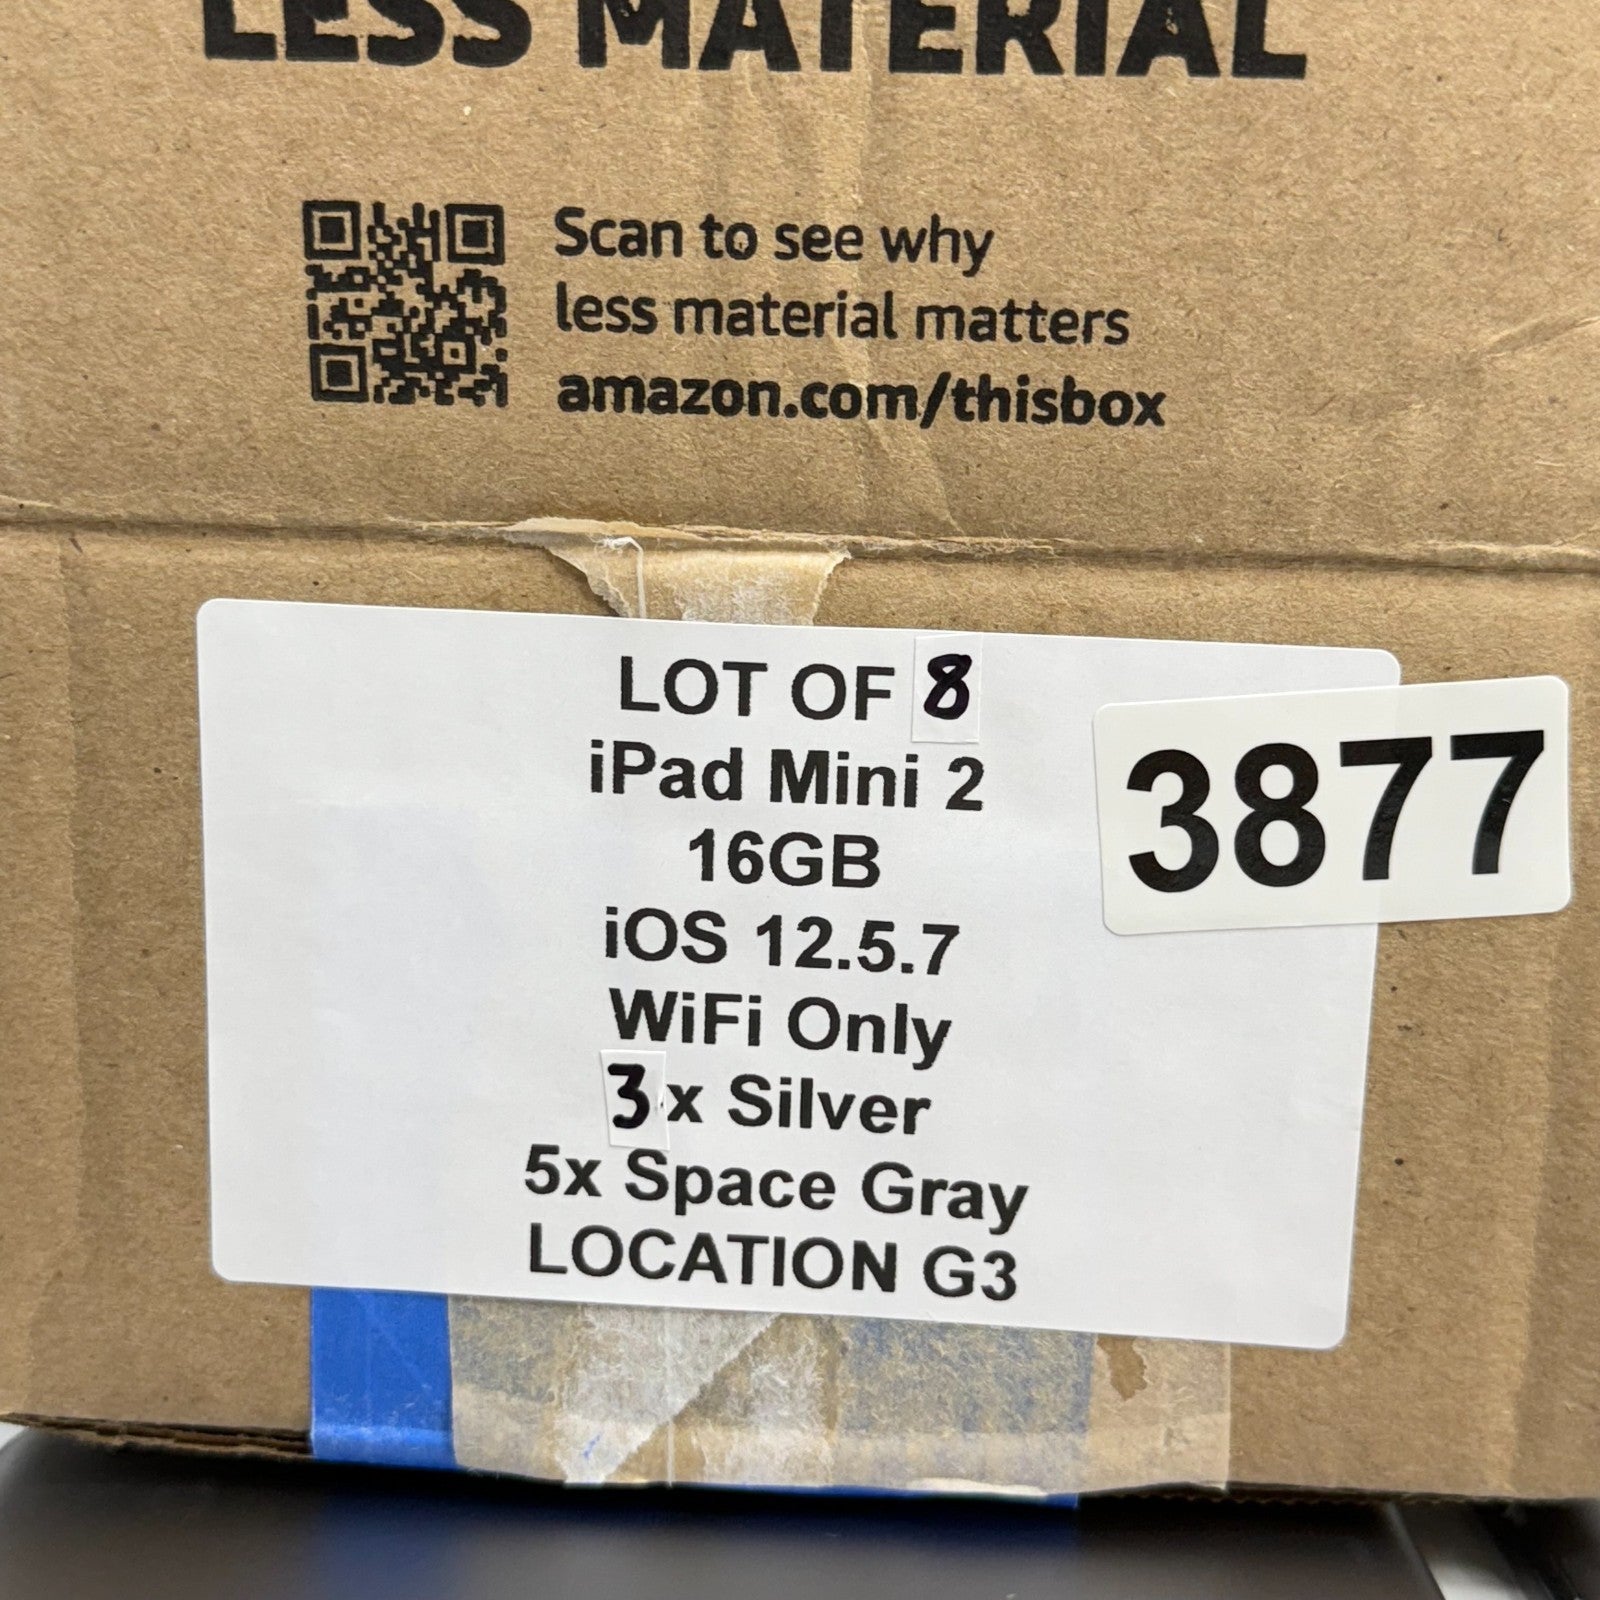 LESS MATERIAL
Scan to see why
less material matters
amazon.com/thisbox
LOT OF 8
iPad Mini 2
3877
16GB
iOS 12.5.7
WiFi Only
3x Silver
5x Space Gray
LOCATION G3